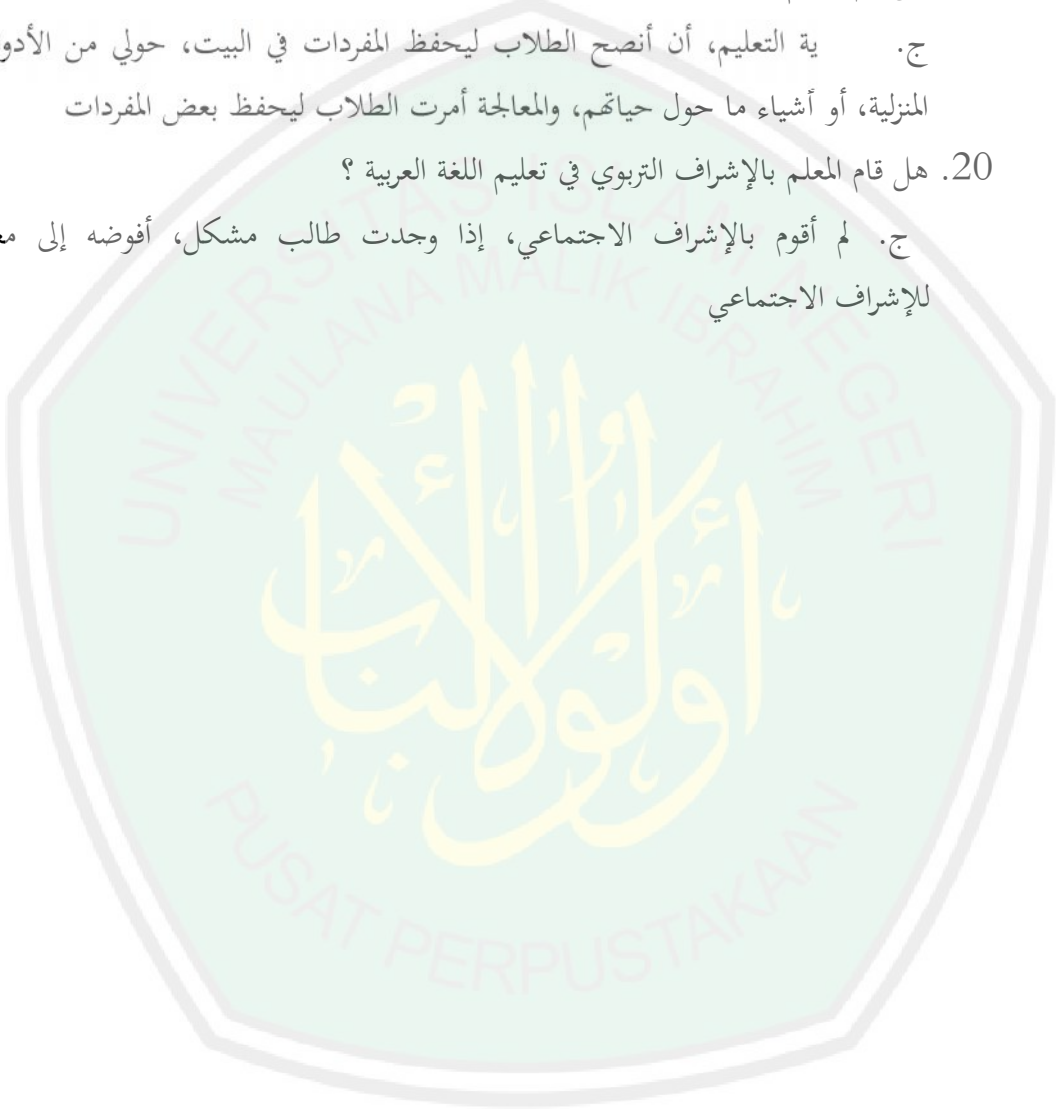 ج. ية التعليم، أن أنصح الطلاب ليحفظ المفردات في البيت، حولي من
المنزلية، أو أشياء ما حول حياتهم، والمعالجة أمرت الطلاب ليحفظ بعض المفردات
20. هل قام المعلم بالإشراف التربوي في تعليم اللغة العربية ؟
ج. لم أقوم بالإشراف الاجتماعي، إذا وجدت طالب مشكل، أفوضه إلى
للإشراف الاجتماعي
UNIVERSITAS ISLAM NEGERI
MAULANA MALIK IBRAHIM
أولوا الألباب
PUSAT PERPUSTAKAAN